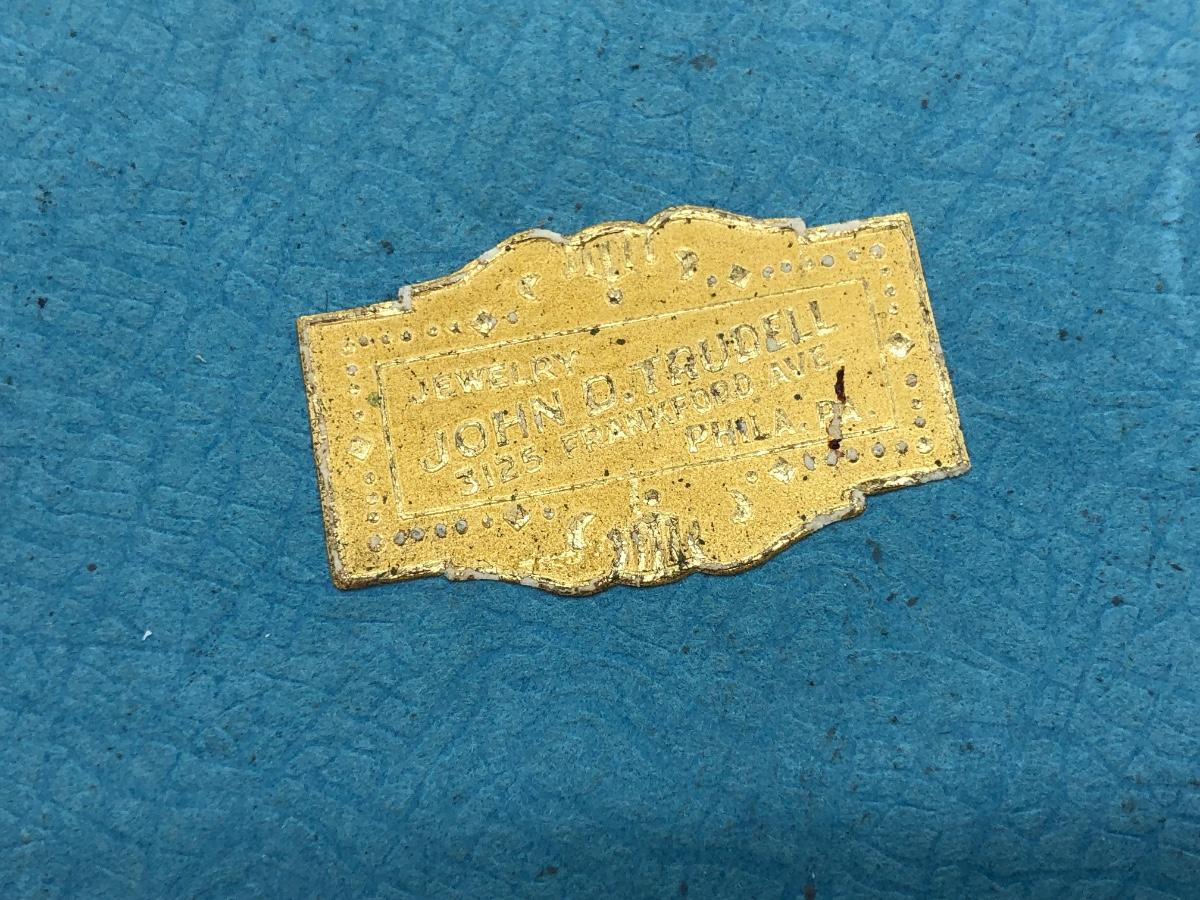 JEWELRY
JOHN D. TRUDELL
3125 FRANKFORD AVE.
PHILA. PA.